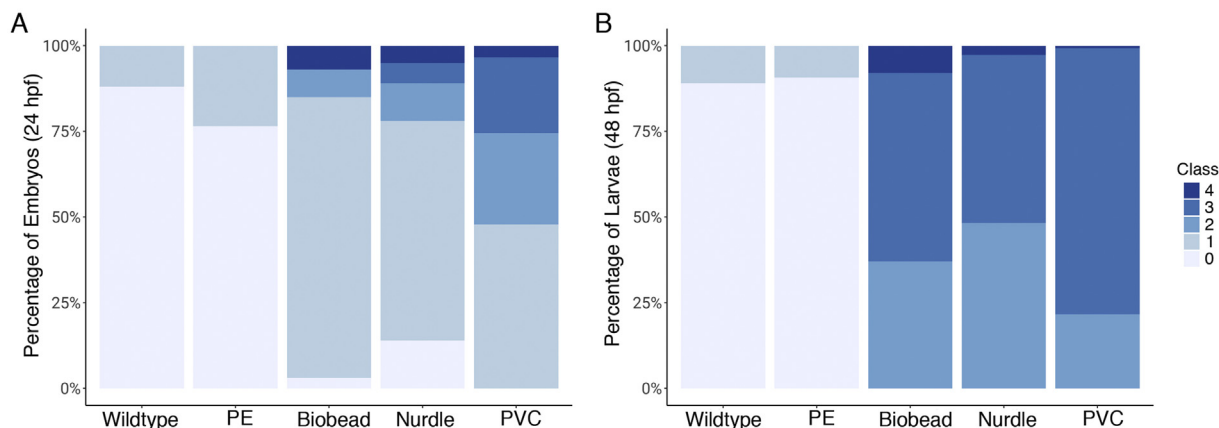 A
Percentage of Embryos (24 hpf)
100%
75%
50%
25%
0%
Wildtype PE Biobead Nurdle PVC
B
Percentage of Larvae (48 hpf)
100%
75%
50%
25%
0%
Wildtype PE Biobead Nurdle PVC
Class
4
3
2
1
0